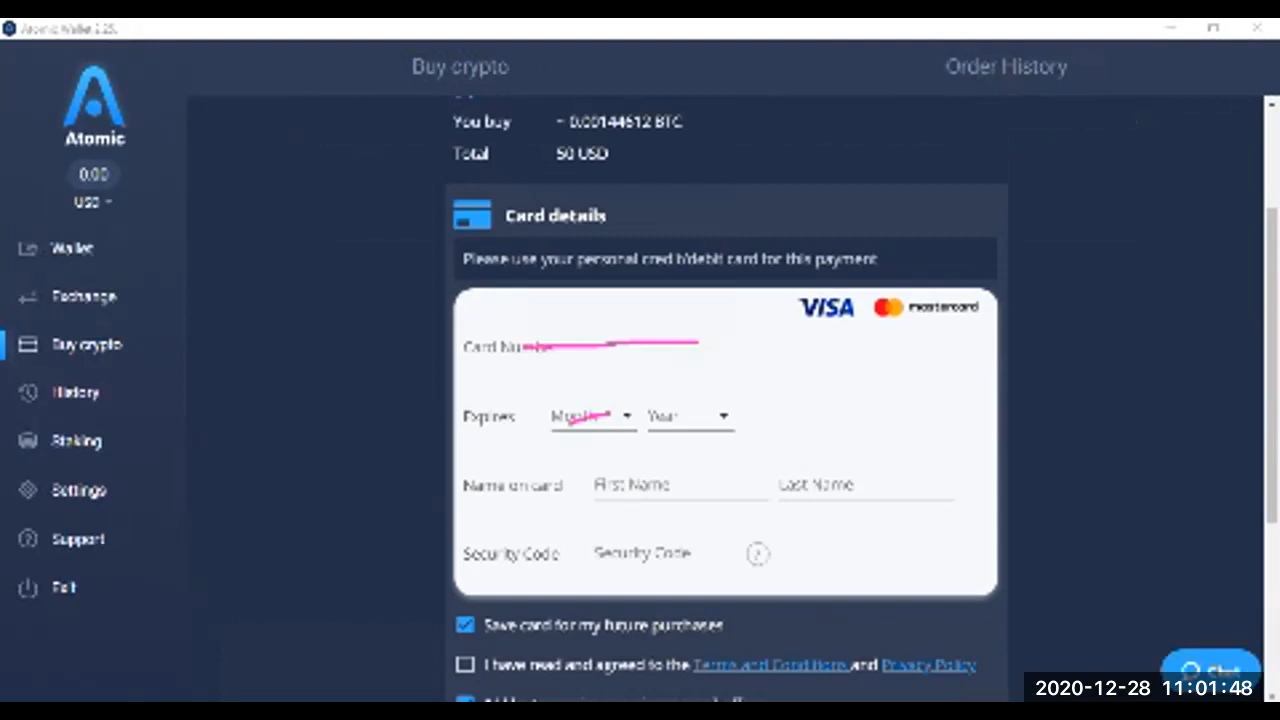 Atomic Wallet 2.25.
Buy crypto
Order History
Atomic
0.00
USD
Wallet
Exchange
Buy crypto
History
Staking
Settings
Support
Exit
You buy ~ 0.00144612 BTC
Total 50 USD
Card details
Please use your personal credit/debit card for this payment
VISA mastercard
Card Number
Expires Month Year
Name on card First Name Last Name
Security Code Security Code ?
Save card for my future purchases
I have read and agreed to the Terms and Conditions and Privacy Policy
Chat
2020-12-28 11:01:48